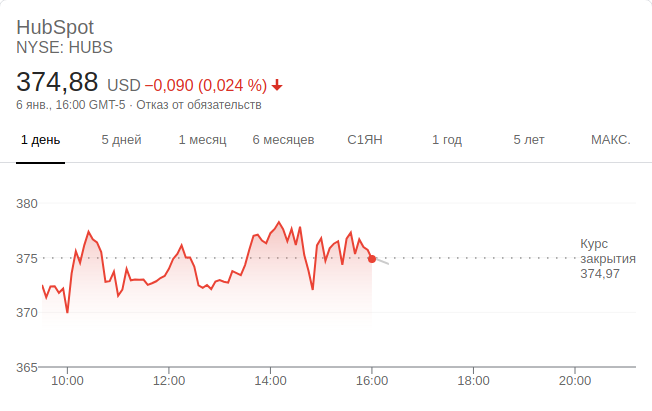 HubSpot
NYSE: HUBS
374,88 USD −0,090 (0,024 %)
6 янв., 16:00 GMT-5 · Отказ от обязательств
1 день 5 дней 1 месяц 6 месяцев С1ЯН 1 год 5 лет МАКС.
380
375
370
365
Курс
закрытия
374,97
10:00 12:00 14:00 16:00 18:00 20:00